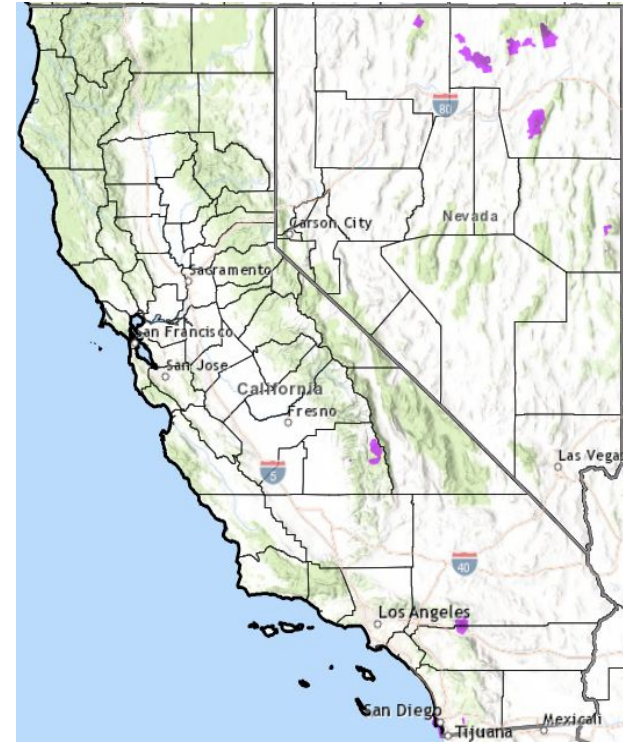 80
Nevada
Carson City
Sacramento
San Francisco
San Jose
California
Fresno
5
Las Vegas
40
Los Angeles
San Diego
Tijuana
Mexicali